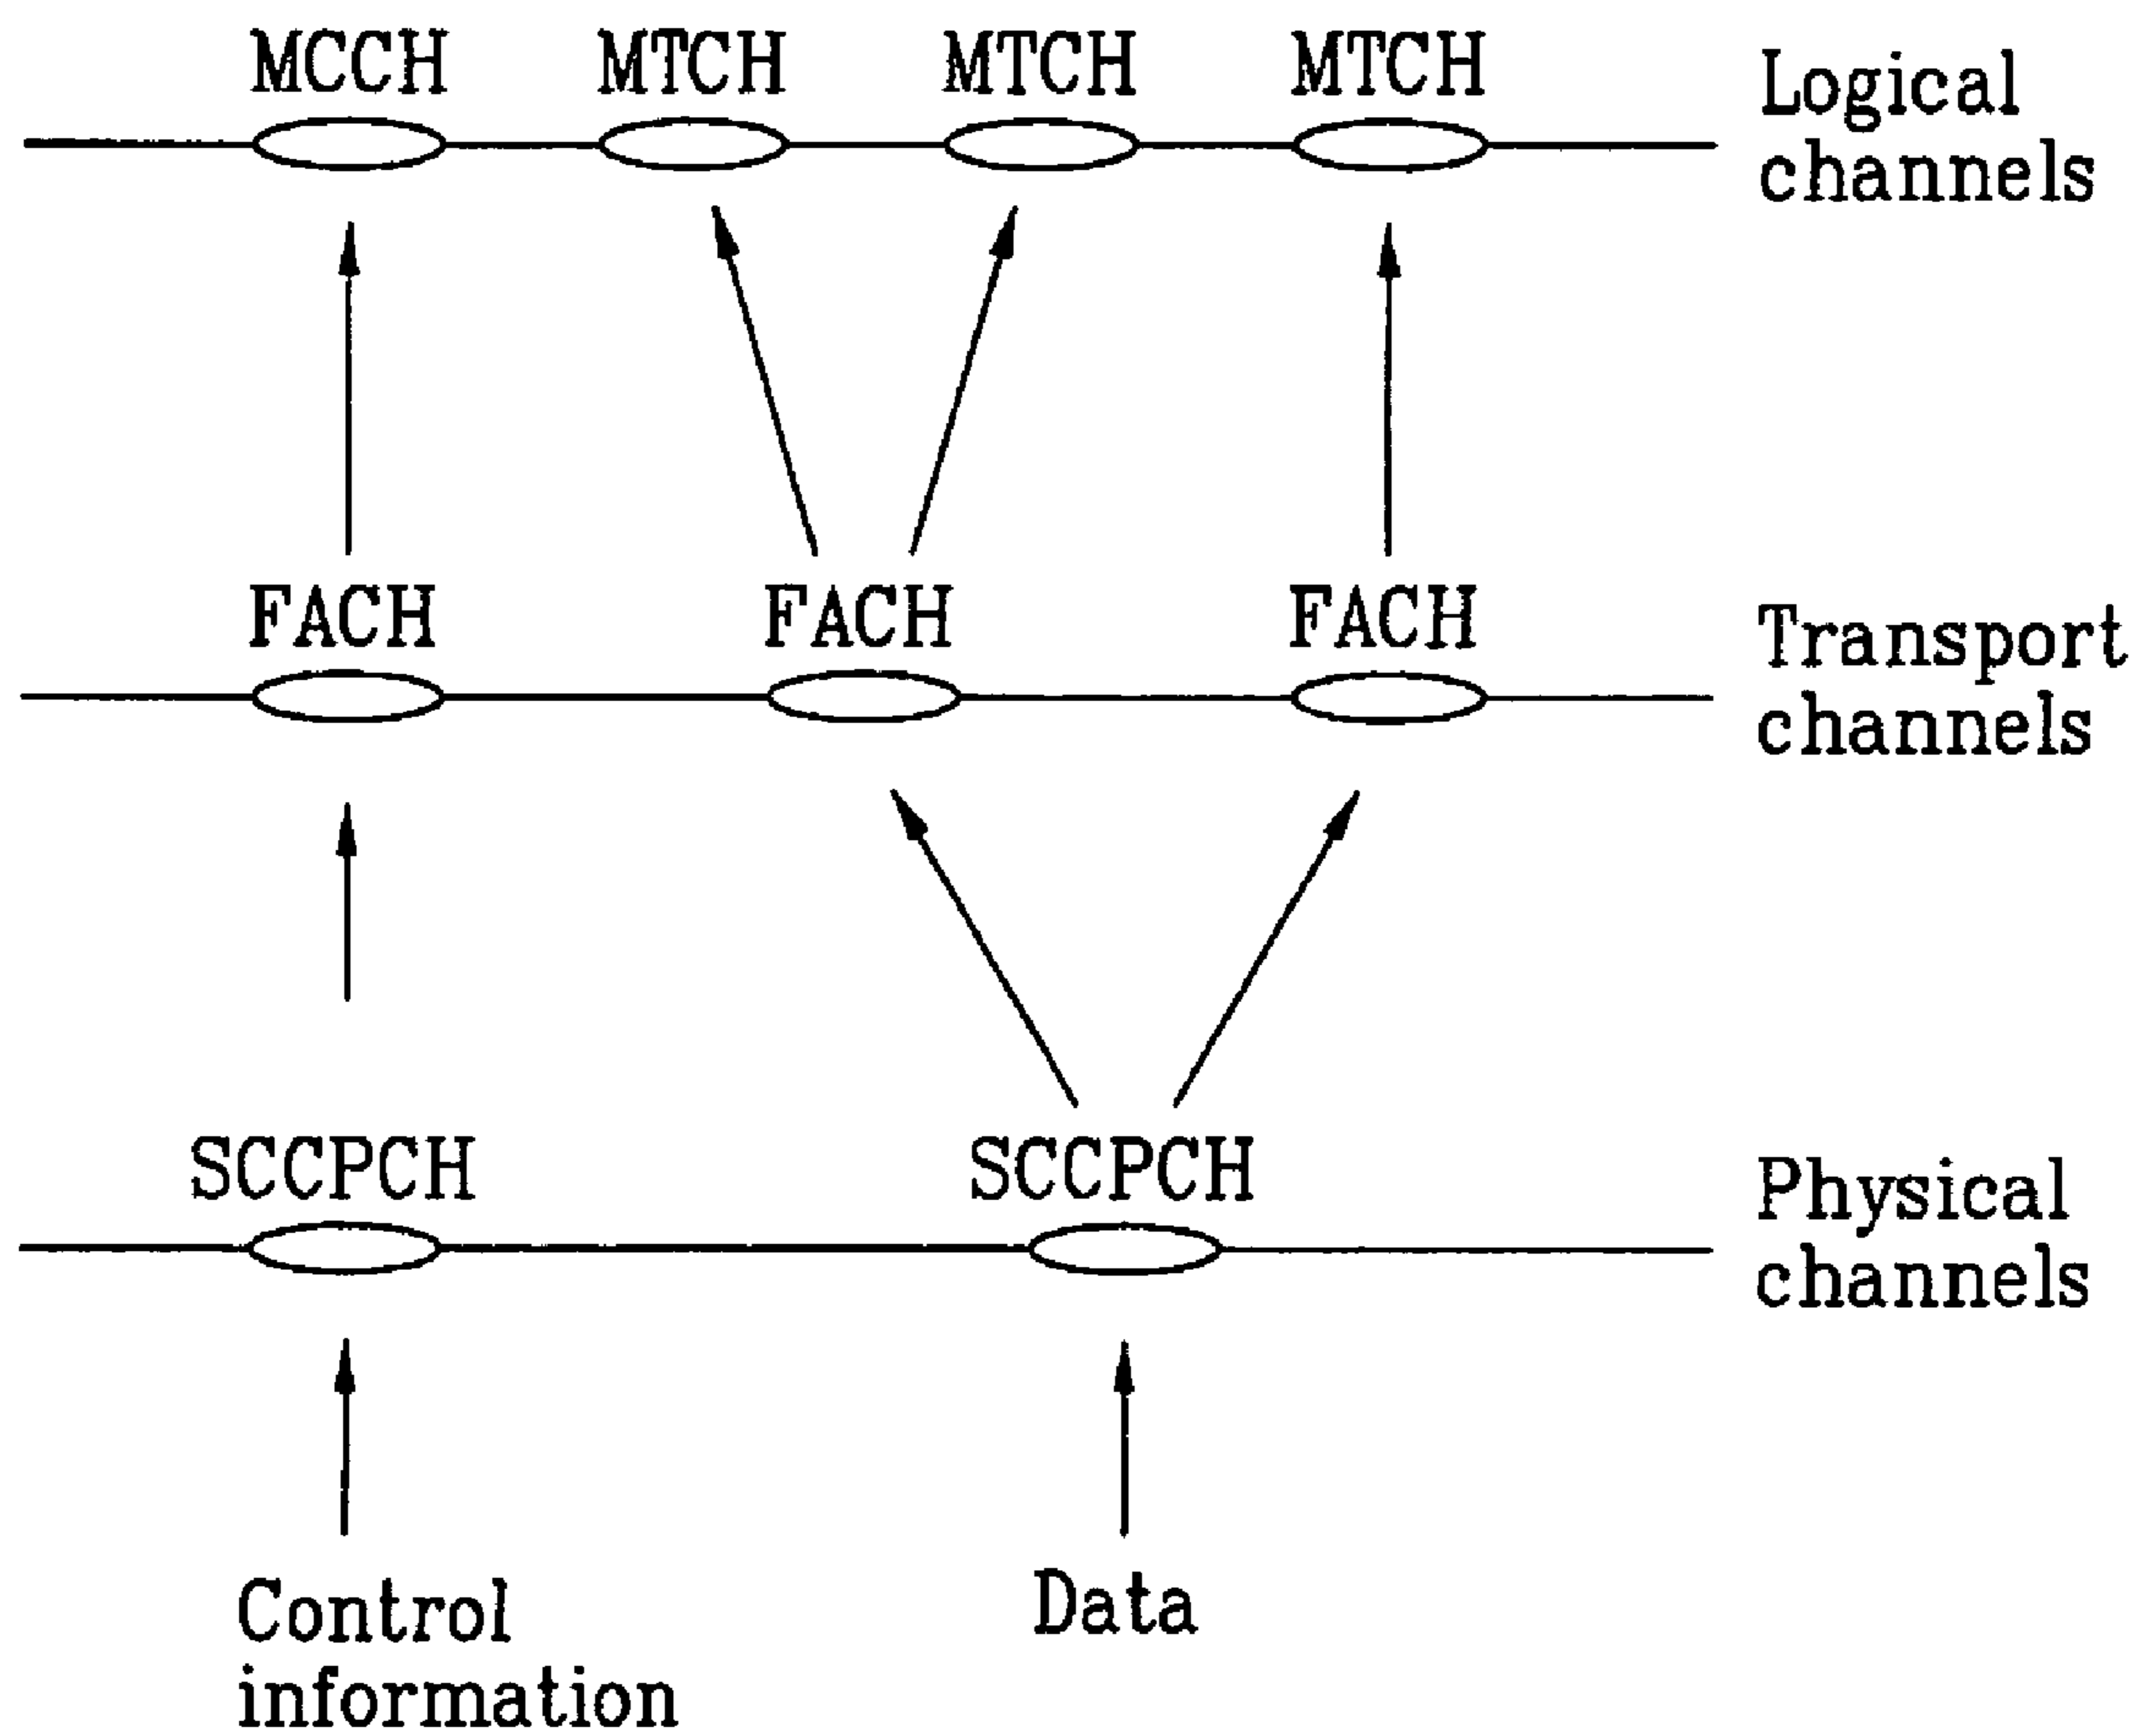 MCCH MTCH MTCH MTCH
Logical
channels
FACH FACH FACH
Transport
channels
SCCPCH SCCPCH
Physical
channels
Control
information
Data